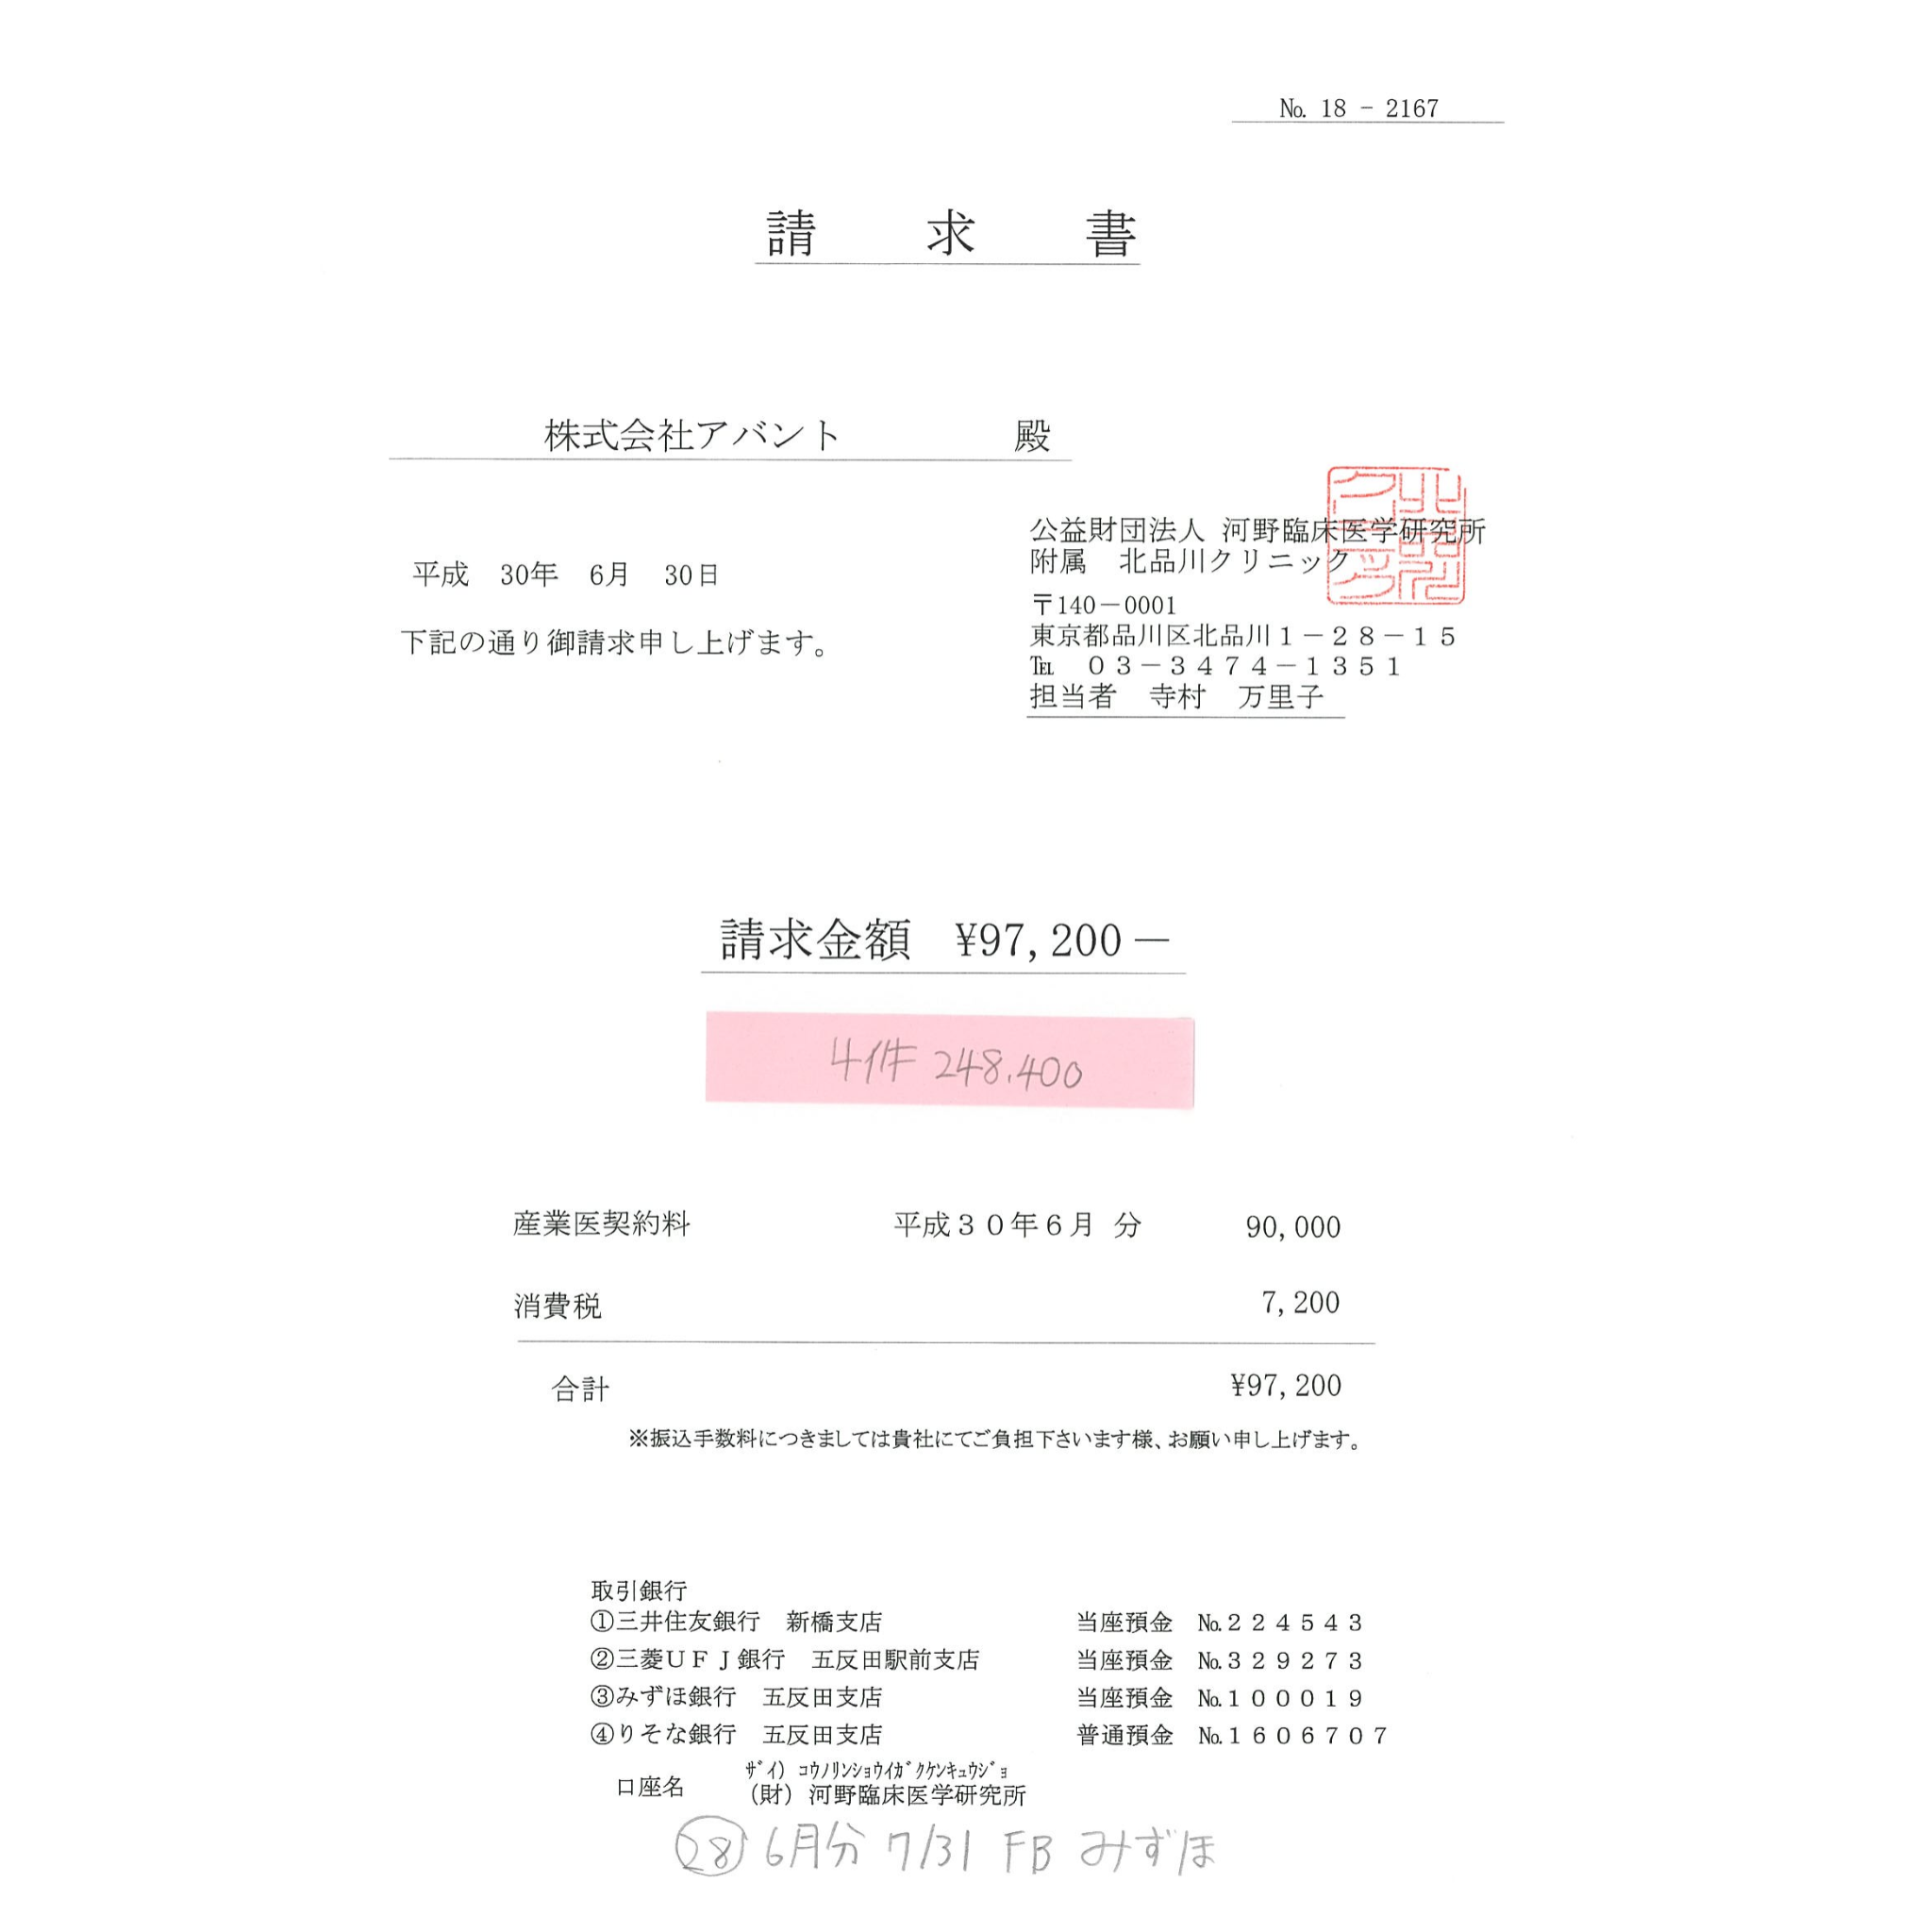 № 18 － 2167
請求書
株式会社アバント 殿
公益財団法人 河野臨床医学研究所
附属 北品川クリニック
平成 30年 6月 30日
〒140－0001
東京都品川区北品川１－２８－１５
下記の通り御請求申し上げます。
℡ ０３－３４７４－１３５１
担当者 寺村 万里子
請求金額 ¥97,200－
4件 248.400
産業医契約料 平成３０年６月 分 90,000
消費税 7,200
合計 ¥97,200
※振込手数料につきましては貴社にてご負担下さいます様、お願い申し上げます。
取引銀行
①三井住友銀行 新橋支店 当座預金 №２２４５４３
②三菱ＵＦＪ銀行 五反田駅前支店 当座預金 №３２９２７３
③みずほ銀行 五反田支店 当座預金 №１０００１９
④りそな銀行 五反田支店 普通預金 №１６０６７０７
ｻﾞｲ）ｺｳﾉﾘﾝｼｮｳｲｶﾞｸｹﾝｷｭｳｼﾞｮ
口座名 （財）河野臨床医学研究所
㉘ 6月分 7/31 FB みずほ